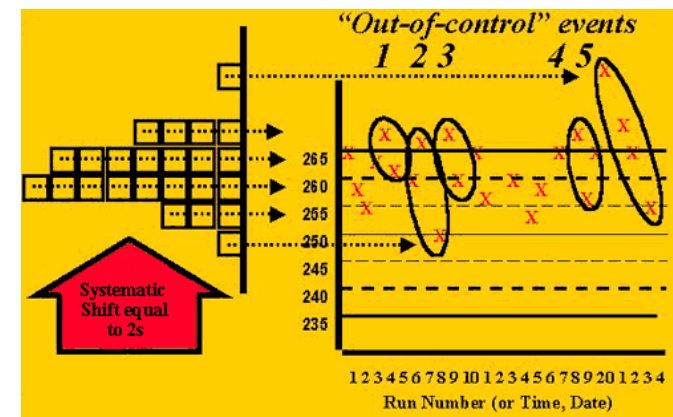 “Out-of-control” events
1 2 3 4 5
265
260
255
250
245
240
235
Systematic
Shift equal
to 2s
X X X X X X X X X X X X X X X X X X X X X X X X
1 2 3 4 5 6 7 8 9 10 1 2 3 4 5 6 7 8 9 20 1 2 3 4
Run Number (or Time, Date)